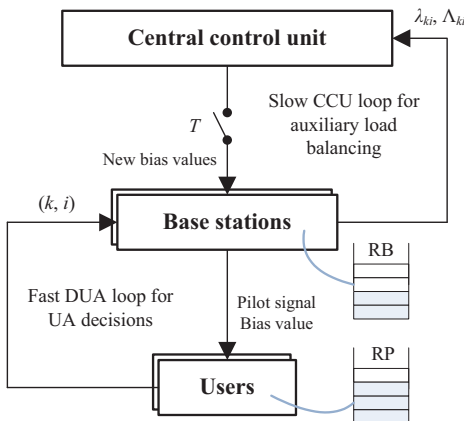 λki, Λki
Central control unit
T
Slow CCU loop for
auxiliary load
balancing
New bias values
(k, i)
Base stations
RB
Fast DUA loop for
UA decisions
Pilot signal
Bias value
RP
Users